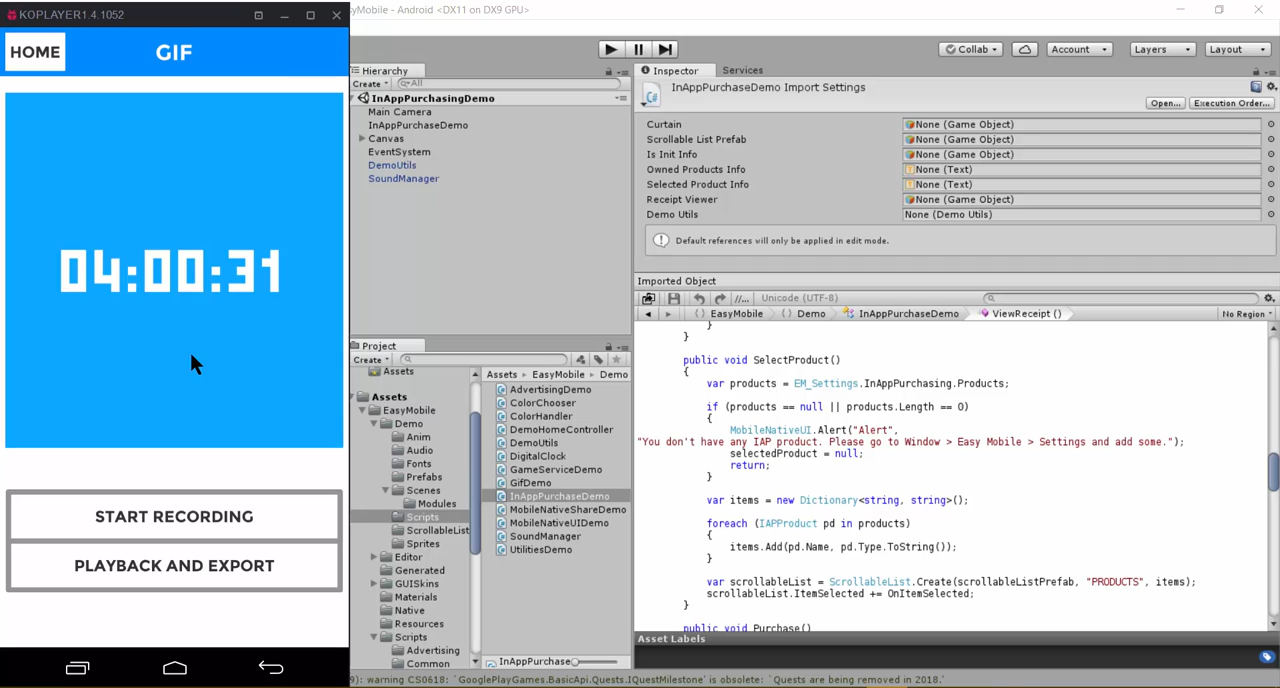 KOPLAYER1.4.1052
HOME
GIF
04:00:31
START RECORDING
PLAYBACK AND EXPORT
syMobile - Android <DX11 on DX9 GPU>
Collab
Account
Layers
Layout
Hierarchy
Create
All
InAppPurchasingDemo
Main Camera
InAppPurchaseDemo
Canvas
EventSystem
DemoUtils
SoundManager
Project
Create
Assets
Assets
EasyMobile
Demo
Anim
Audio
Fonts
Prefabs
Scenes
Modules
Scripts
ScrollableList
Sprites
Editor
Generated
GUISkins
Materials
Native
Resources
Scripts
Advertising
Common
Assets EasyMobile Demo
AdvertisingDemo
ColorChooser
ColorHandler
DemoHomeController
DemoUtils
DigitalClock
GameServiceDemo
GifDemo
InAppPurchaseDemo
MobileNativeShareDemo
MobileNativeUIDemo
SoundManager
UtilitiesDemo
InAppPurchase
Inspector
Services
InAppPurchaseDemo Import Settings
Open...
Execution Order...
Curtain None (Game Object)
Scrollable List Prefab None (Game Object)
Is Init Info None (Game Object)
Owned Products Info None (Text)
Selected Product Info None (Text)
Receipt Viewer None (Game Object)
Demo Utils None (Demo Utils)
Default references will only be applied in edit mode.
Imported Object
//... Unicode (UTF-8)
EasyMobile Demo InAppPurchaseDemo ViewReceipt () No Region
}
}
public void SelectProduct()
{
var products = EM_Settings.InAppPurchasing.Products;
if (products == null || products.Length == 0)
{
MobileNativeUI.Alert("Alert",
"You don't have any IAP product. Please go to Window > Easy Mobile > Settings and add some.");
selectedProduct = null;
return;
}
var items = new Dictionary<string, string>();
foreach (IAPProduct pd in products)
{
items.Add(pd.Name, pd.Type.ToString());
}
var scrollableList = ScrollableList.Create(scrollableListPrefab, "PRODUCTS", items);
scrollableList.ItemSelected += OnItemSelected;
}
public void Purchase()
Asset Labels
9): warning CS0618: `GooglePlayGames.BasicApi.Quests.IQuestMilestone' is obsolete: `Quests are being removed in 2018.'